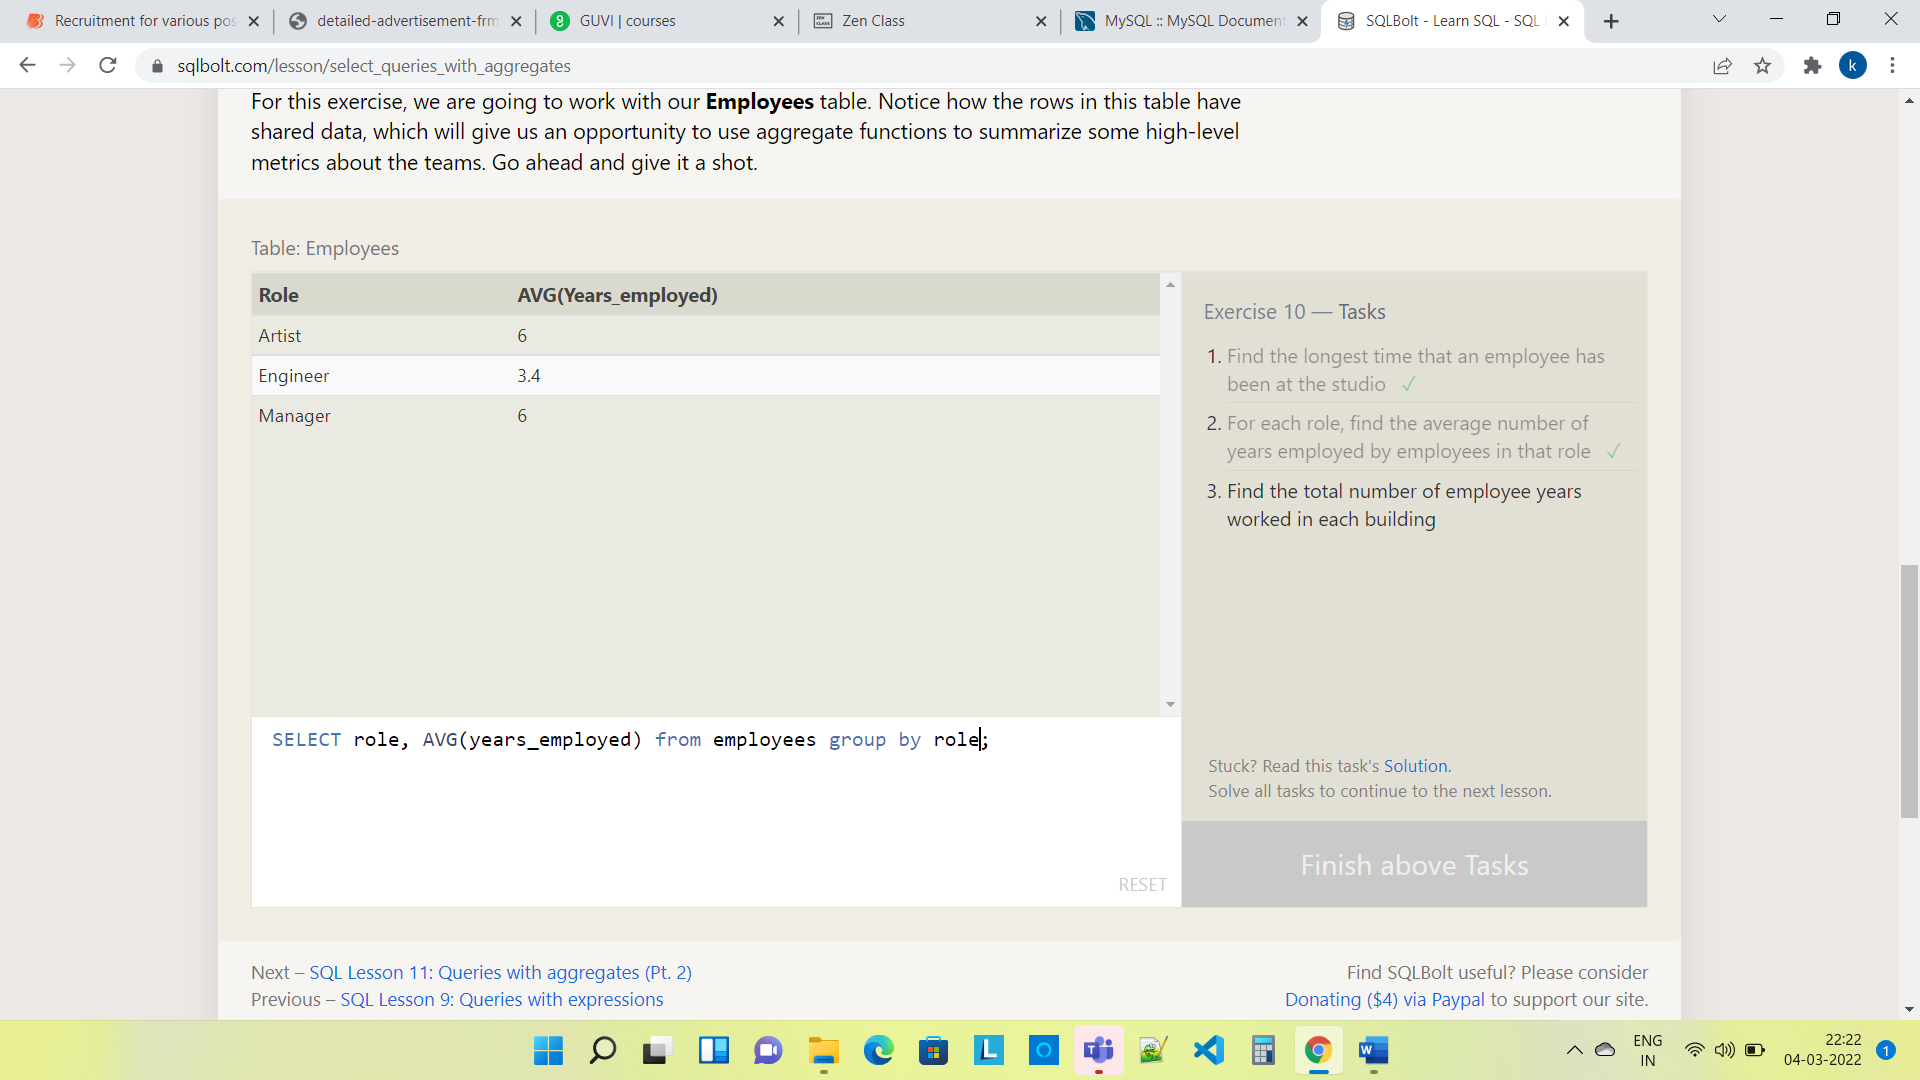 Recruitment for various pos
detailed-advertisement-frm
GUVI | courses
Zen Class
MySQL :: MySQL Document
SQLBolt - Learn SQL - SQL
sqlbolt.com/lesson/select_queries_with_aggregates
k
For this exercise, we are going to work with our Employees table. Notice how the rows in this table have
shared data, which will give us an opportunity to use aggregate functions to summarize some high-level
metrics about the teams. Go ahead and give it a shot.
Table: Employees
Role AVG(Years_employed)
Artist 6
Engineer 3.4
Manager 6
Exercise 10 — Tasks
1. Find the longest time that an employee has
been at the studio ✓
2. For each role, find the average number of
years employed by employees in that role ✓
3. Find the total number of employee years
worked in each building
SELECT role, AVG(years_employed) from employees group by role;
RESET
Stuck? Read this task's Solution.
Solve all tasks to continue to the next lesson.
Finish above Tasks
Next – SQL Lesson 11: Queries with aggregates (Pt. 2)
Previous – SQL Lesson 9: Queries with expressions
Find SQLBolt useful? Please consider
Donating ($4) via Paypal to support our site.
ENG
IN
22:22
04-03-2022
1